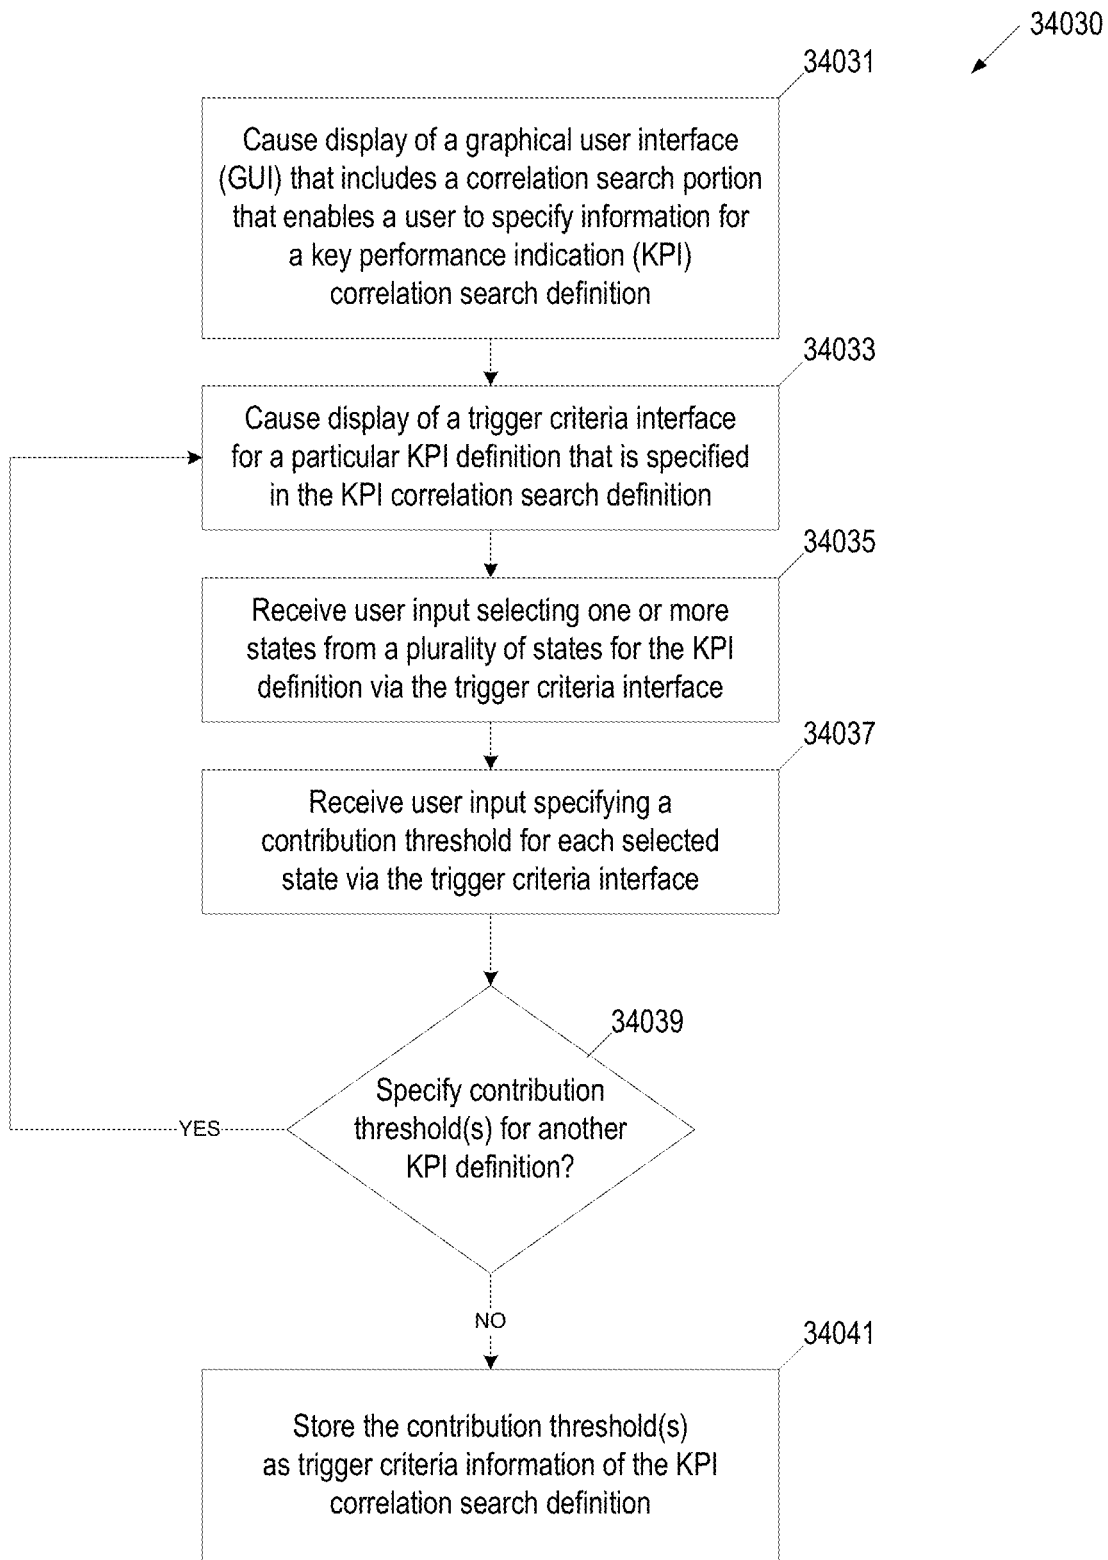 34030
34031
Cause display of a graphical user interface
(GUI) that includes a correlation search portion
that enables a user to specify information for
a key performance indication (KPI)
correlation search definition
34033
Cause display of a trigger criteria interface
for a particular KPI definition that is specified
in the KPI correlation search definition
34035
Receive user input selecting one or more
states from a plurality of states for the KPI
definition via the trigger criteria interface
34037
Receive user input specifying a
contribution threshold for each selected
state via the trigger criteria interface
34039
Specify contribution
threshold(s) for another
KPI definition?
YES
NO
34041
Store the contribution threshold(s)
as trigger criteria information of the KPI
correlation search definition